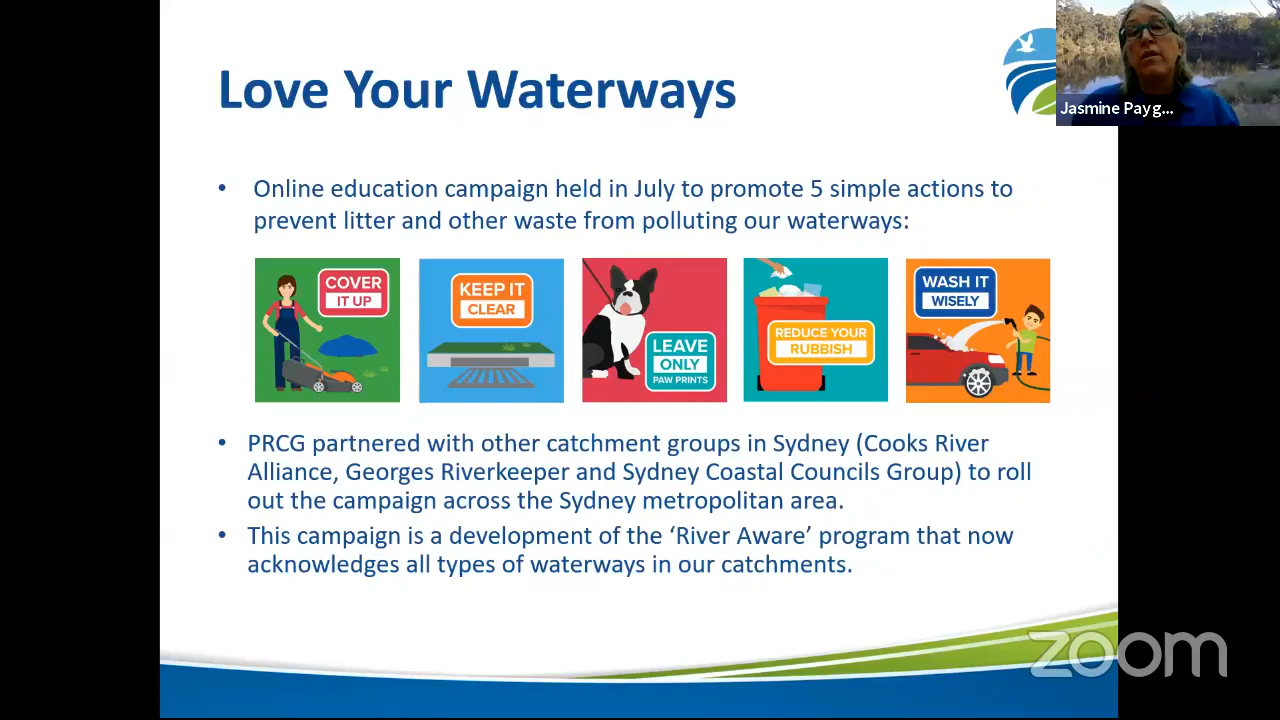 Love Your Waterways
Jasmine Payg...
• Online education campaign held in July to promote 5 simple actions to
prevent litter and other waste from polluting our waterways:
COVER
IT UP
KEEP IT
CLEAR
LEAVE
ONLY
PAW PRINTS
REDUCE YOUR
RUBBISH
WASH IT
WISELY
• PRCG partnered with other catchment groups in Sydney (Cooks River
Alliance, Georges Riverkeeper and Sydney Coastal Councils Group) to roll
out the campaign across the Sydney metropolitan area.
• This campaign is a development of the ‘River Aware’ program that now
acknowledges all types of waterways in our catchments.
zoom